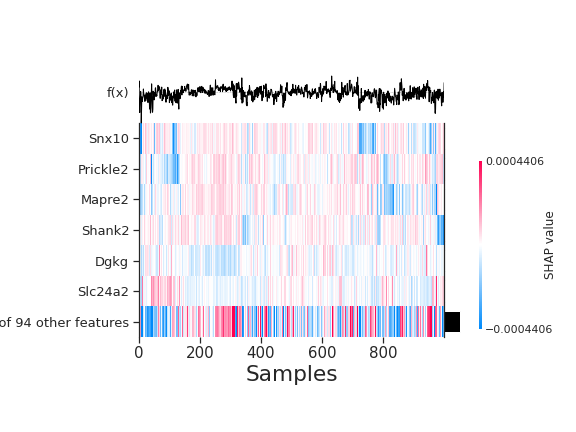 f(x)
Snx10
Prickle2
Mapre2
Shank2
Dgkg
Slc24a2
of 94 other features
0 200 400 600 800
Samples
0.0004406
SHAP value
−0.0004406